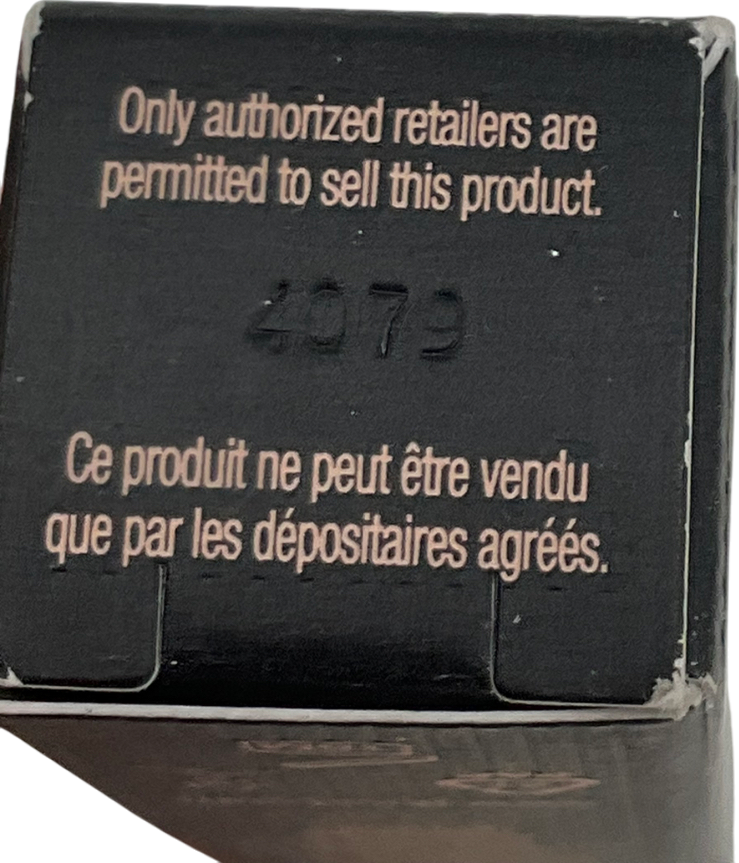 Only authorized retailers are
permitted to sell this product.
4079
Ce produit ne peut être vendu
que par les dépositaires agréés.